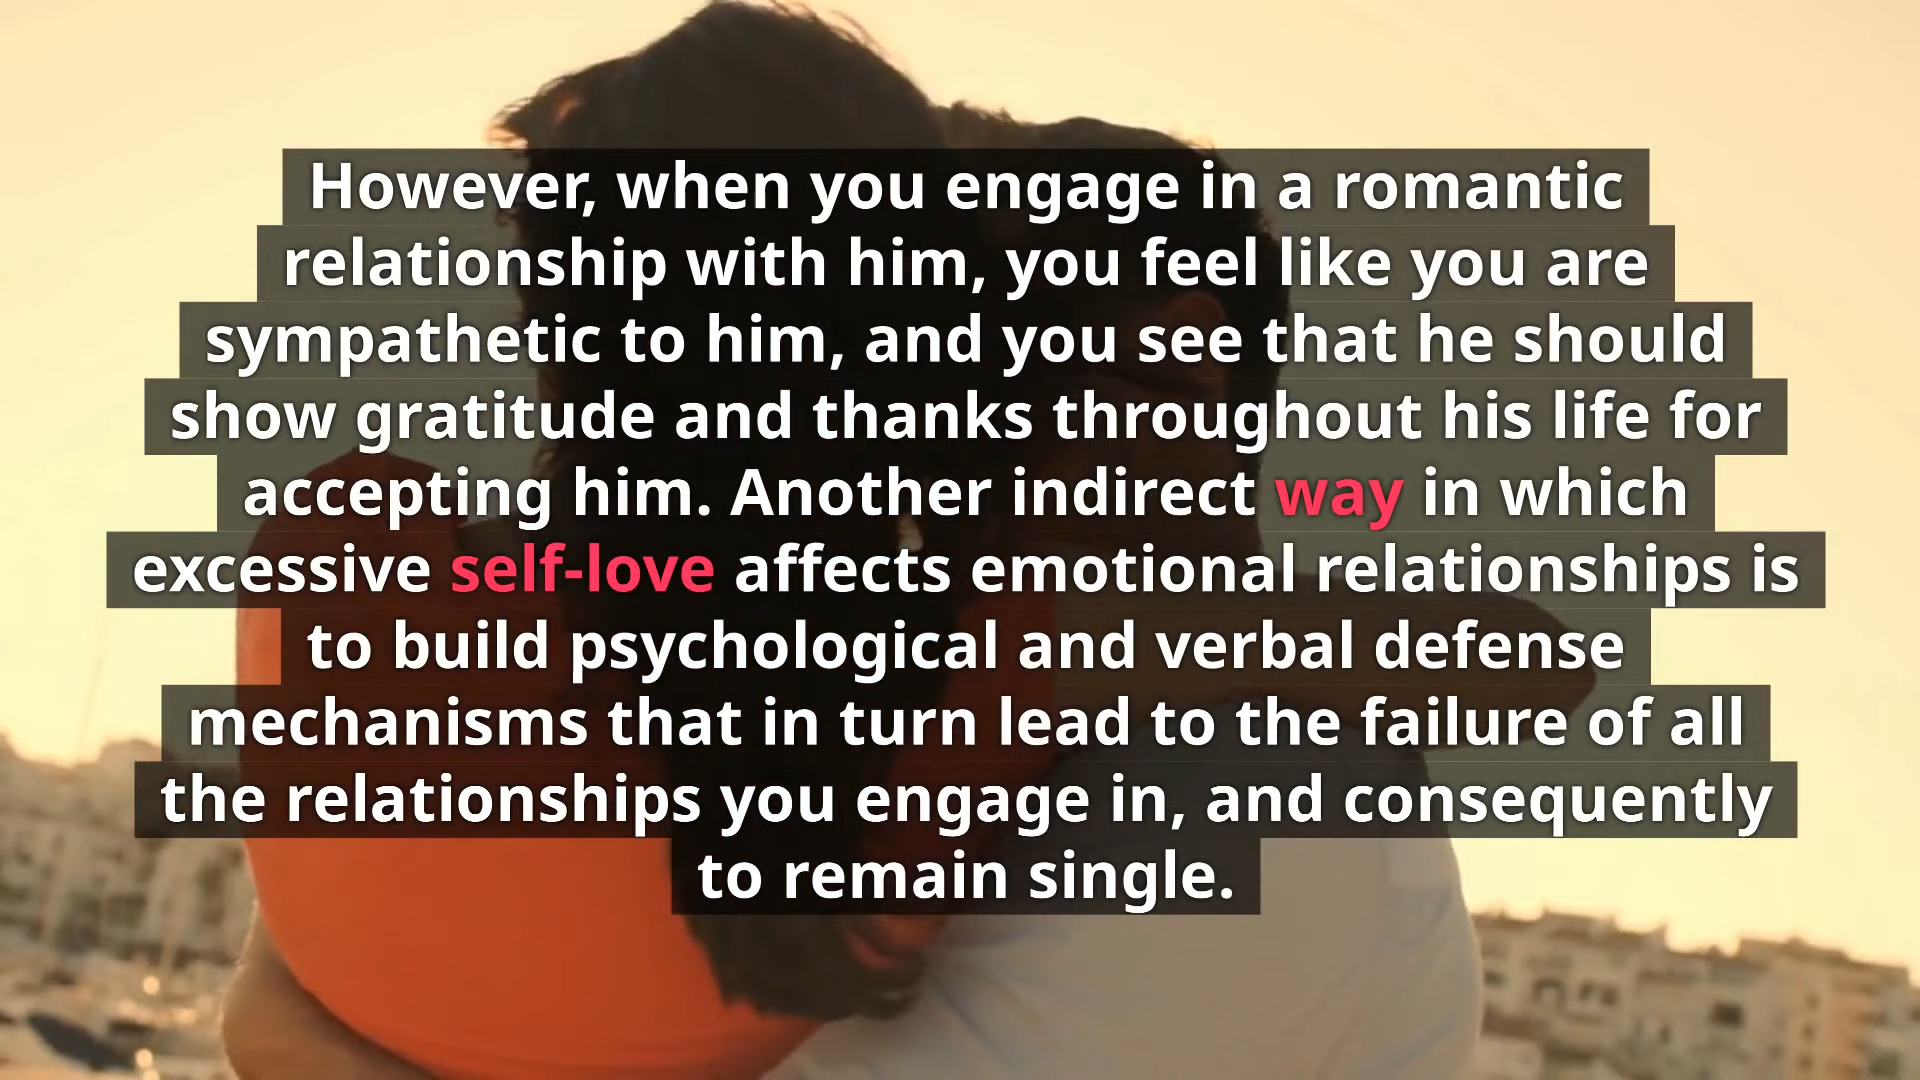 However, when you engage in a romantic
relationship with him, you feel like you are
sympathetic to him, and you see that he should
show gratitude and thanks throughout his life for
accepting him. Another indirect way in which
excessive self-love affects emotional relationships is
to build psychological and verbal defense
mechanisms that in turn lead to the failure of all
the relationships you engage in, and consequently
to remain single.